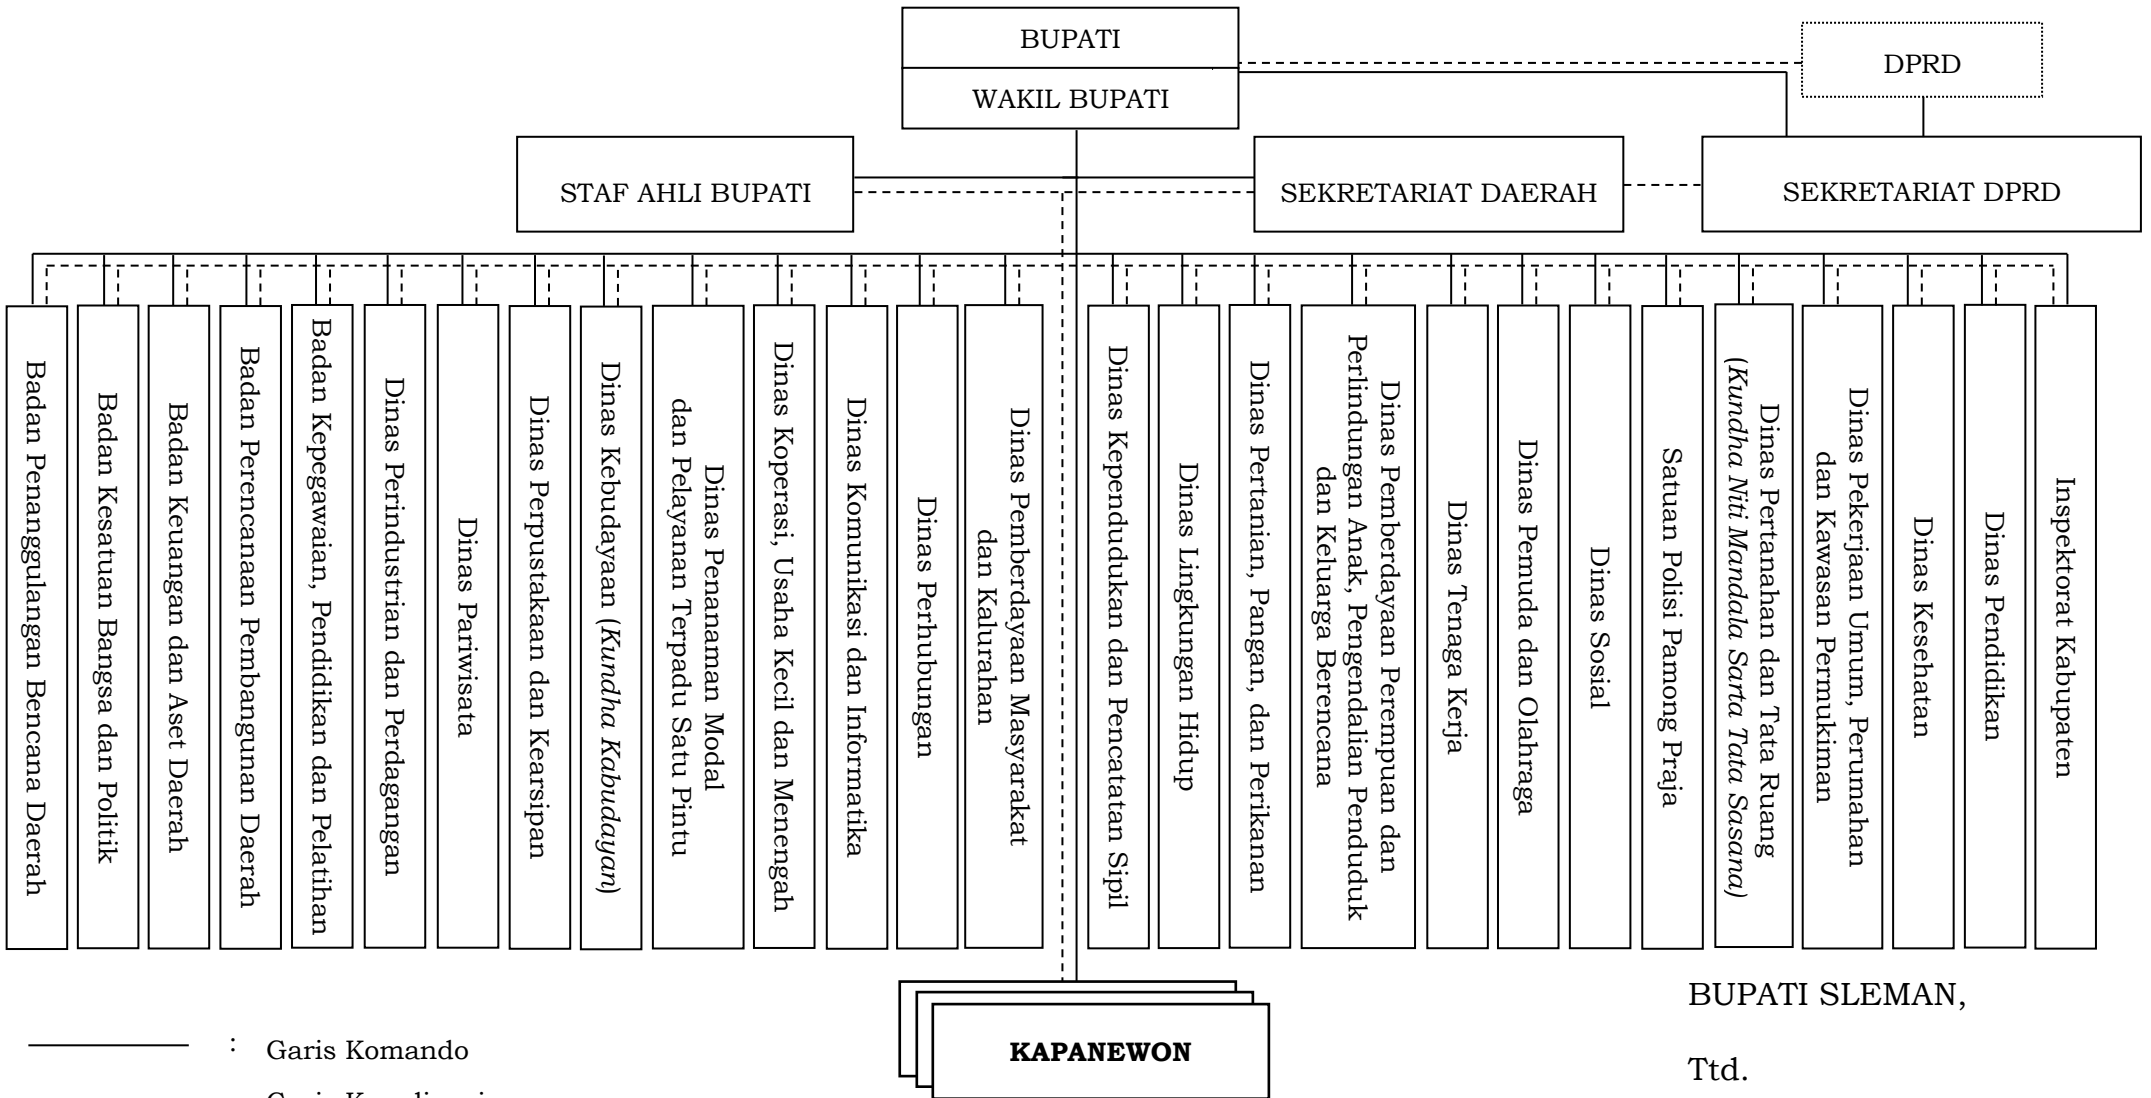 BUPATI
WAKIL BUPATI
DPRD
STAF AHLI BUPATI
SEKRETARIAT DAERAH
SEKRETARIAT DPRD
Badan Penanggulangan Bencana Daerah
Badan Kesatuan Bangsa dan Politik
Badan Keuangan dan Aset Daerah
Badan Perencanaan Pembangunan Daerah
Badan Kepegawaian, Pendidikan dan Pelatihan
Dinas Perindustrian dan Perdagangan
Dinas Pariwisata
Dinas Perpustakaan dan Kearsipan
Dinas Kebudayaan (Kundha Kabudayan)
Dinas Penanaman Modal
dan Pelayanan Terpadu Satu Pintu
Dinas Koperasi, Usaha Kecil dan Menengah
Dinas Komunikasi dan Informatika
Dinas Perhubungan
Dinas Pemberdayaan Masyarakat
dan Kalurahan
Dinas Kependudukan dan Pencatatan Sipil
Dinas Lingkungan Hidup
Dinas Pertanian, Pangan, dan Perikanan
Dinas Pemberdayaan Perempuan dan
Perlindungan Anak, Pengendalian Penduduk
dan Keluarga Berencana
Dinas Tenaga Kerja
Dinas Pemuda dan Olahraga
Dinas Sosial
Satuan Polisi Pamong Praja
Dinas Pertanahan dan Tata Ruang
(Kundha Niti Mandala Sarta Tata Sasana)
Dinas Pekerjaan Umum, Perumahan
dan Kawasan Permukiman
Dinas Kesehatan
Dinas Pendidikan
Inspektorat Kabupaten
KAPANEWON
: Garis Komando
BUPATI SLEMAN,
Ttd.